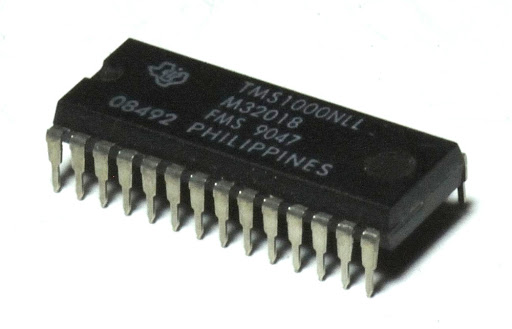 TMS1000NLL
M32018
FMS 9047
08492 PHILIPPINES